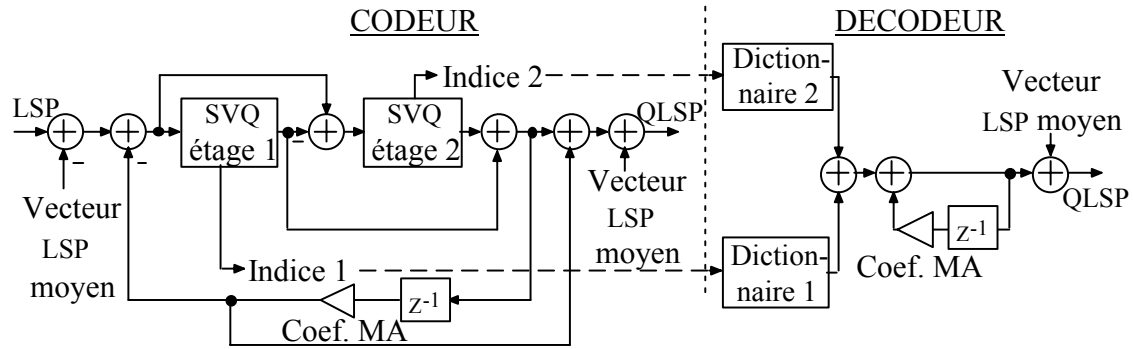 CODEUR
DECODEUR
LSP
Vecteur
LSP
moyen
SVQ
étage 1
Indice 1
Indice 2
SVQ
étage 2
Z-1
Coef. MA
QLSP
Vecteur
LSP
moyen
Diction-
naire 2
Diction-
naire 1
Vecteur
LSP moyen
QLSP
Z-1
Coef. MA